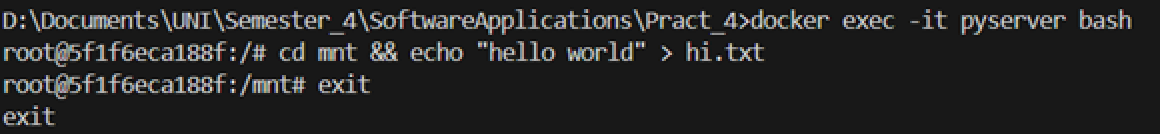 D:\Documents\UNI\Semester_4\SoftwareApplications\Pract_4>docker exec -it pyserver bash
root@5f1f6eca188f:/# cd mnt && echo "hello world" > hi.txt
root@5f1f6eca188f:/mnt# exit
exit